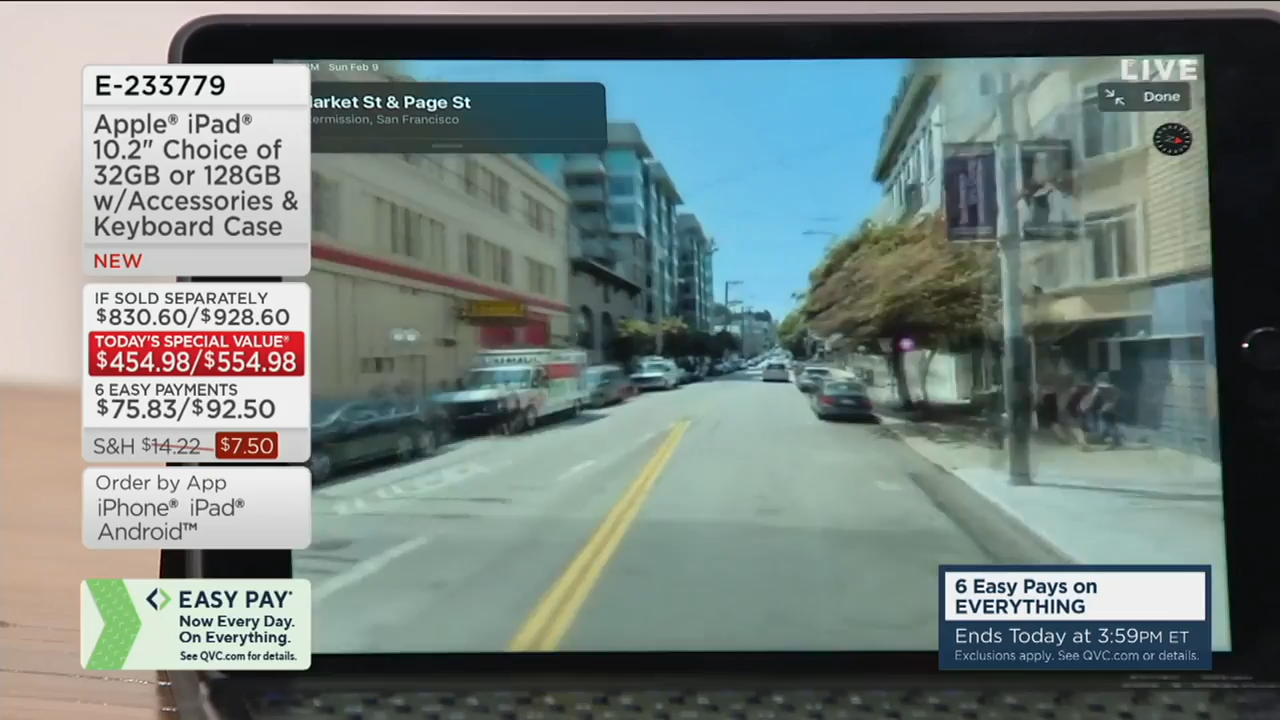 E-233779
Apple® iPad®
10.2" Choice of
32GB or 128GB
w/Accessories &
Keyboard Case
NEW
IF SOLD SEPARATELY
$830.60/$928.60
TODAY'S SPECIAL VALUE®
$454.98/$554.98
6 EASY PAYMENTS
$75.83/$92.50
S&H $14.22 $7.50
Order by App
iPhone® iPad®
Android™
EASY PAY®
Now Every Day.
On Everything.
See QVC.com for details.
Sun Feb 9
arket St & Page St
termission, San Francisco
LIVE
Done
6 Easy Pays on
EVERYTHING
Ends Today at 3:59PM ET
Exclusions apply. See QVC.com or details.